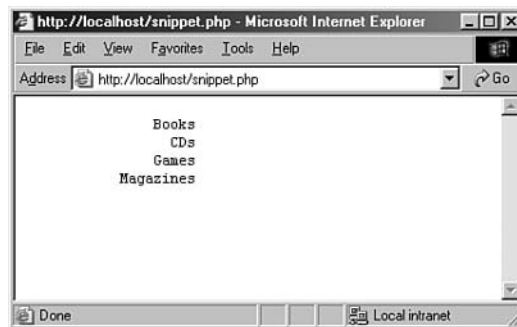 http://localhost/snippet.php - Microsoft Internet Explorer
File Edit View Favorites Tools Help
Address http://localhost/snippet.php Go
Books
CDs
Games
Magazines
Done Local intranet